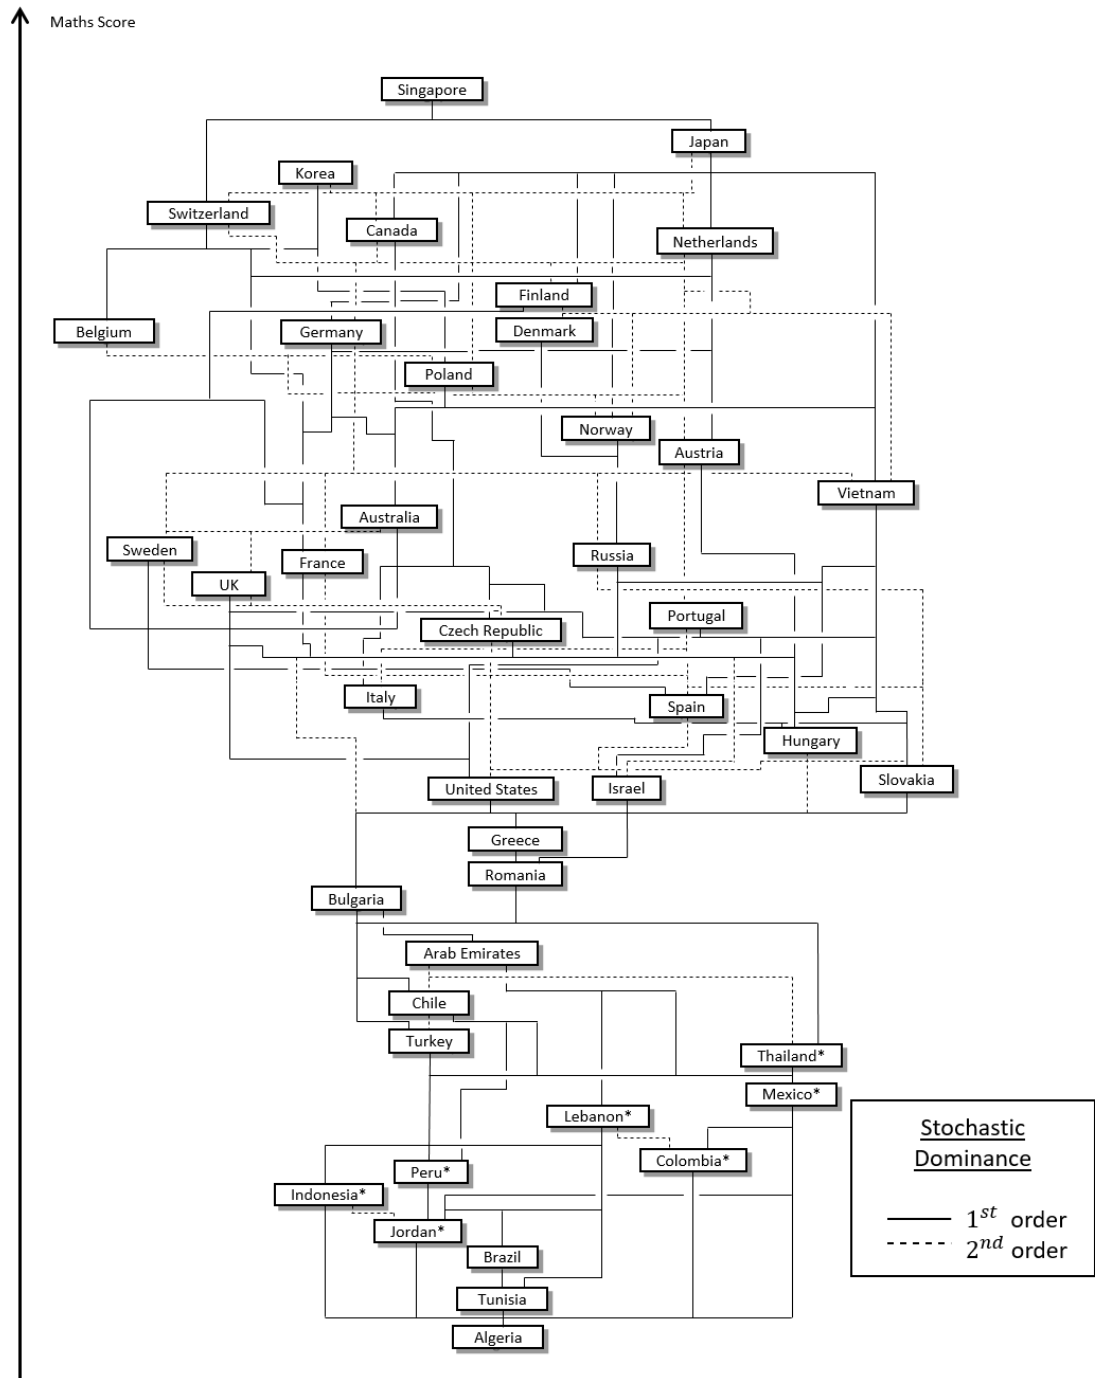 Maths Score
Singapore
Japan
Korea
Switzerland
Canada
Netherlands
Finland
Belgium
Germany
Denmark
Poland
Norway
Austria
Vietnam
Australia
Sweden
France
Russia
UK
Portugal
Czech Republic
Italy
Spain
Hungary
Slovakia
United States
Israel
Greece
Romania
Bulgaria
Arab Emirates
Chile
Turkey
Thailand*
Mexico*
Lebanon*
Colombia*
Peru*
Indonesia*
Jordan*
Brazil
Tunisia
Algeria
Stochastic
Dominance
1st order
2nd order